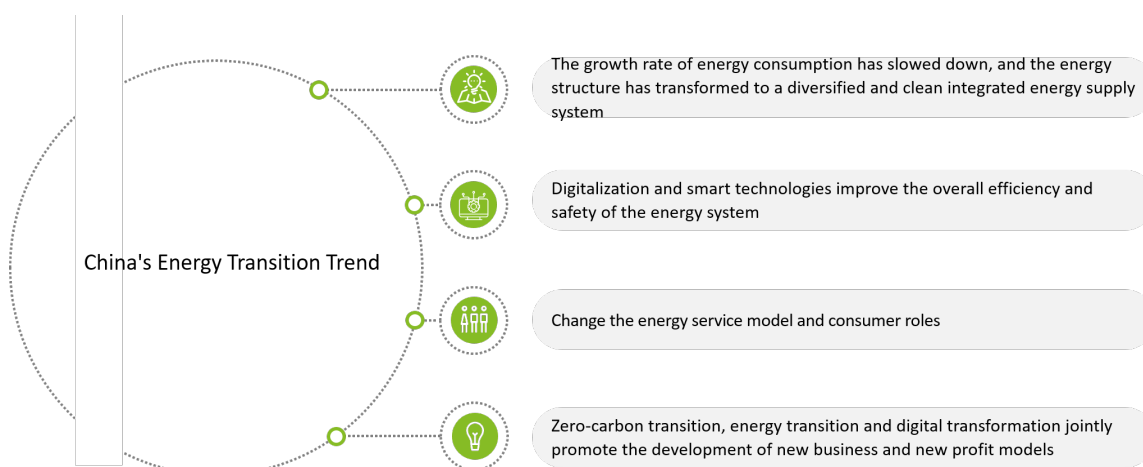 The growth rate of energy consumption has slowed down, and the energy
structure has transformed to a diversified and clean integrated energy supply
system
Digitalization and smart technologies improve the overall efficiency and
safety of the energy system
China's Energy Transition Trend
Change the energy service model and consumer roles
Zero-carbon transition, energy transition and digital transformation jointly
promote the development of new business and new profit models